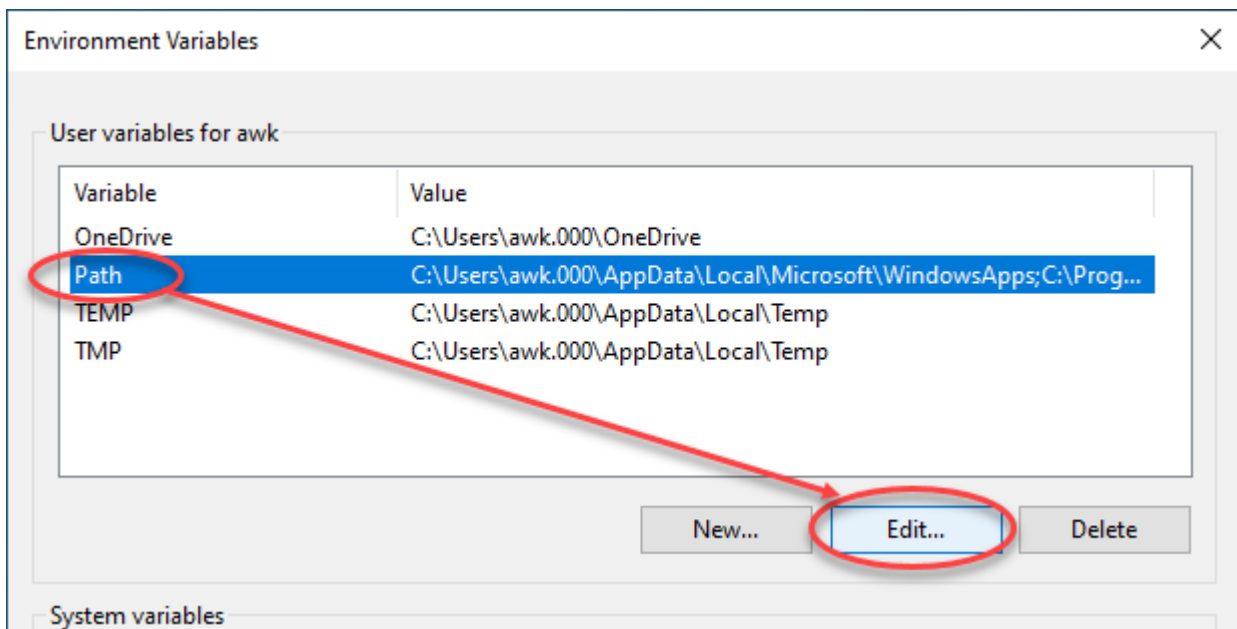 Environment Variables
User variables for awk
Variable Value
OneDrive C:\Users\awk.000\OneDrive
Path C:\Users\awk.000\AppData\Local\Microsoft\WindowsApps;C:\Prog...
TEMP C:\Users\awk.000\AppData\Local\Temp
TMP C:\Users\awk.000\AppData\Local\Temp
New... Edit... Delete
System variables